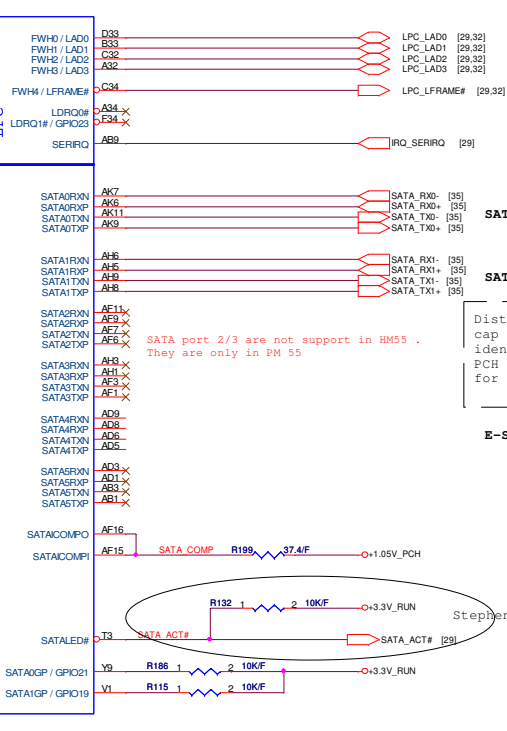 FWH0 / LAD0 D33 LPC_LAD0 [29,32]
FWH1 / LAD1 B33 LPC_LAD1 [29,32]
FWH2 / LAD2 C32 LPC_LAD2 [29,32]
FWH3 / LAD3 A32 LPC_LAD3 [29,32]
FWH4 / LFRAME# C34 LPC_LFRAME# [29,32]
LDRQ0# A34
LDRQ1# / GPIO23 F34
SERIRQ AB9 IRQ_SERIRQ [29]
SATA0RXN AK7 SATA_RX0- [35]
SATA0RXP AK6 SATA_RX0+ [35]
SATA0TXN AK11 SATA_TX0- [35]
SATA0TXP AK9 SATA_TX0+ [35]
SAT
SATA1RXN AH6 SATA_RX1- [35]
SATA1RXP AH5 SATA_RX1+ [35]
SATA1TXN AH9 SATA_TX1- [35]
SATA1TXP AH8 SATA_TX1+ [35]
SAT
SATA2RXN AF11
SATA2RXP AF9
SATA2TXN AF7
SATA2TXP AF6
SATA port 2/3 are not support in HM55 .
They are only in PM 55
Dist
cap
iden
PCH
for
SATA3RXN AH3
SATA3RXP AH1
SATA3TXN AF3
SATA3TXP AF1
SATA4RXN AD9
SATA4RXP AD8
SATA4TXN AD6
SATA4TXP AD5
E-S
SATA5RXN AD3
SATA5RXP AD1
SATA5TXN AB3
SATA5TXP AB1
SATAICOMPO AF16
SATAICOMPI AF15 SATA_COMP R199 37.4/F +1.05V_PCH
R132 1 2 10K/F +3.3V_RUN
Stephen
SATALED# T3 SATA_ACT# SATA_ACT# [29]
SATA0GP / GPIO21 Y9 R186 1 2 10K/F +3.3V_RUN
SATA1GP / GPIO19 V1 R115 1 2 10K/F